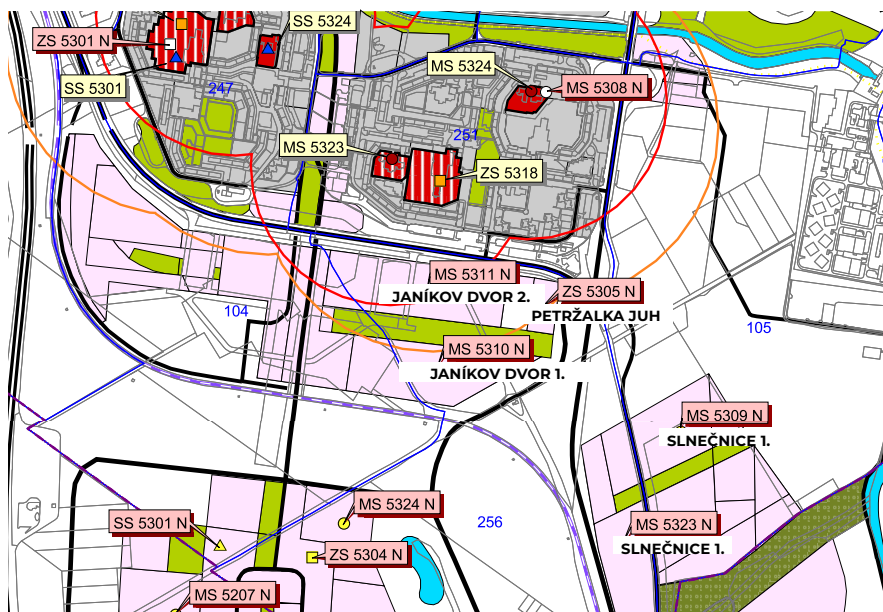 SS 5324
ZS 5301 N
MS 5324
SS 5301
247
MS 5308 N
251
MS 5323
ZS 5318
MS 5311 N
JANÍKOV DVOR 2.
ZS 5305 N
PETRŽALKA JUH
104
105
MS 5310 N
JANÍKOV DVOR 1.
MS 5309 N
SLNEČNICE 1.
MS 5324 N
SS 5301 N
256
MS 5323 N
SLNEČNICE 1.
ZS 5304 N
MS 5207 N